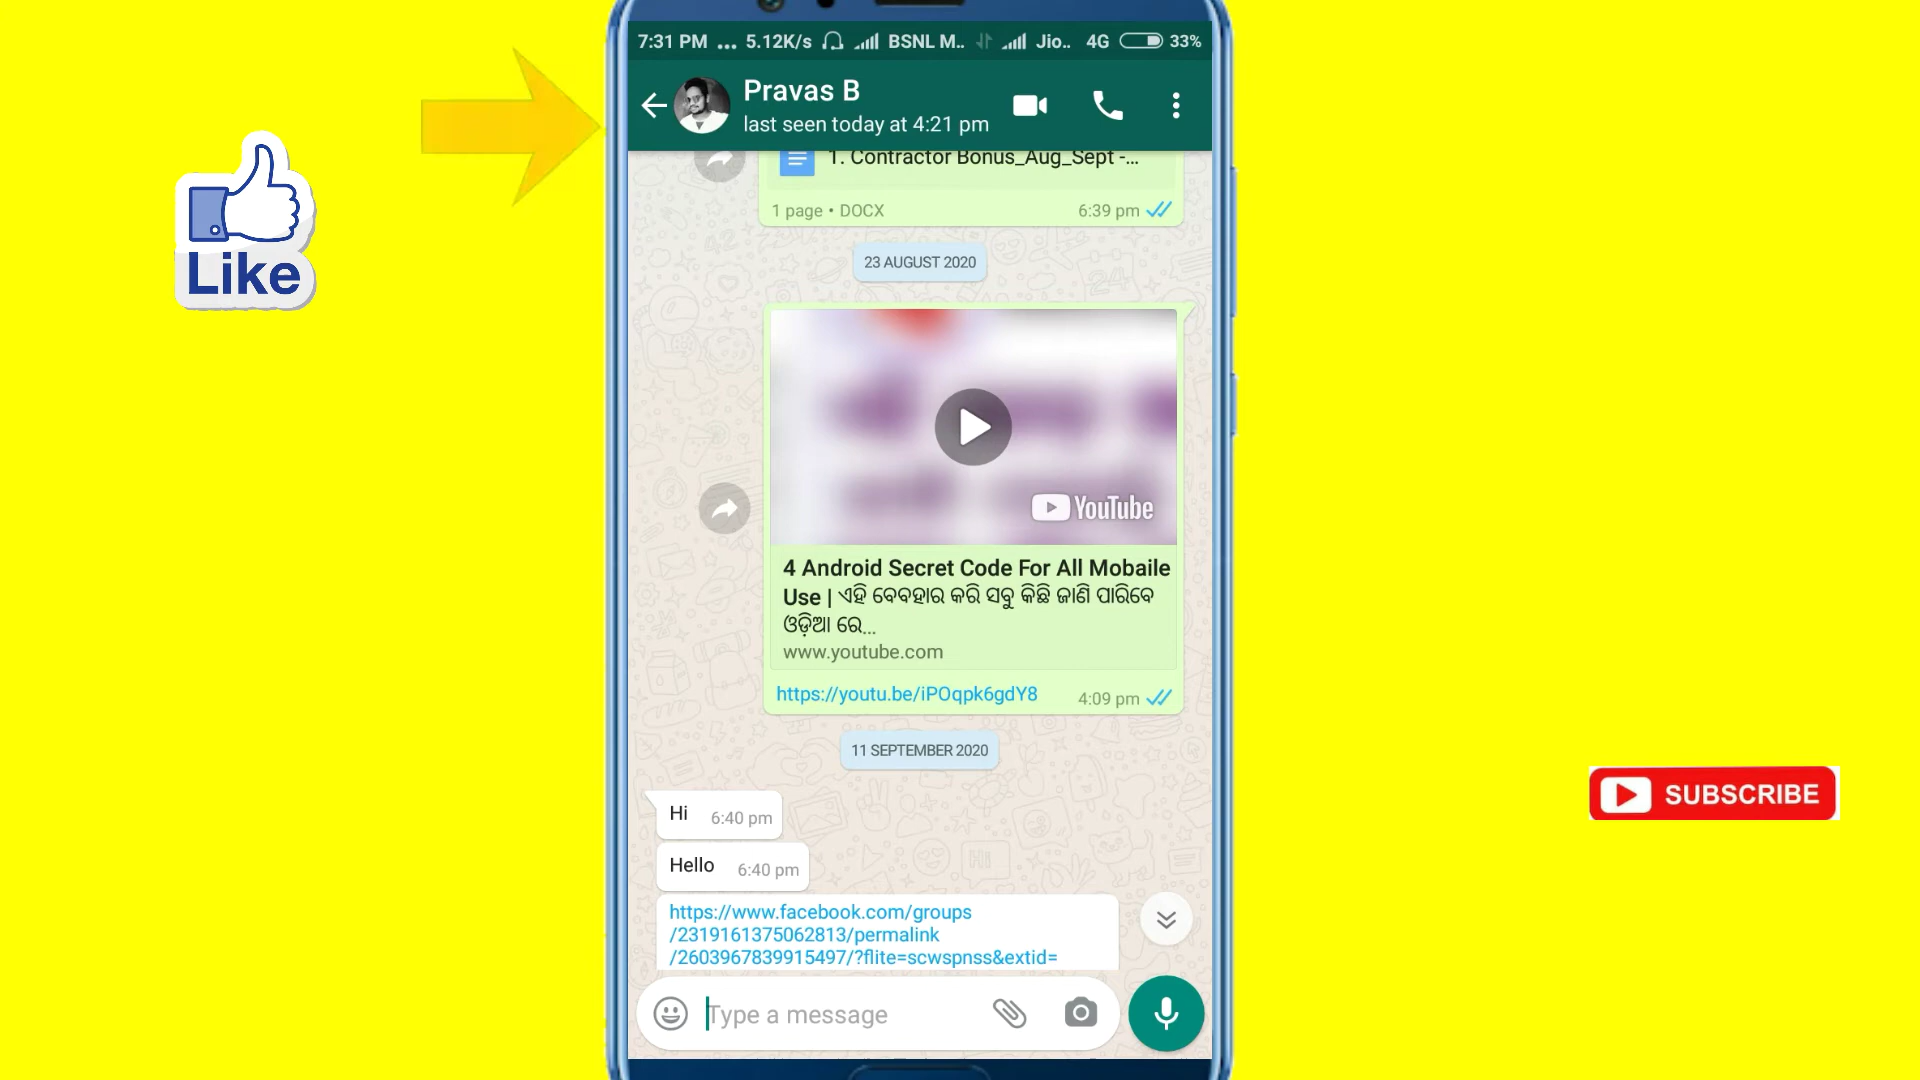 7:31 PM ... 5.12K/s BSNL M.. Jio.. 4G 33%
Pravas B
last seen today at 4:21 pm
1. Contractor Bonus_Aug_Sept -...
1 page • DOCX 6:39 pm
23 AUGUST 2020
Like
YouTube
4 Android Secret Code For All Mobaile
Use | ଏହି ବେବହାର କରି ସବୁ କିଛି ଜାଣି ପାରିବେ
ଓଡ଼ିଆ ରେ...
www.youtube.com
https://youtu.be/iPOqpk6gdY8 4:09 pm
11 SEPTEMBER 2020
Hi 6:40 pm
Hello 6:40 pm
https://www.facebook.com/groups
/2319161375062813/permalink
/2603967839915497/?flite=scwspnss&extid=
Type a message
SUBSCRIBE